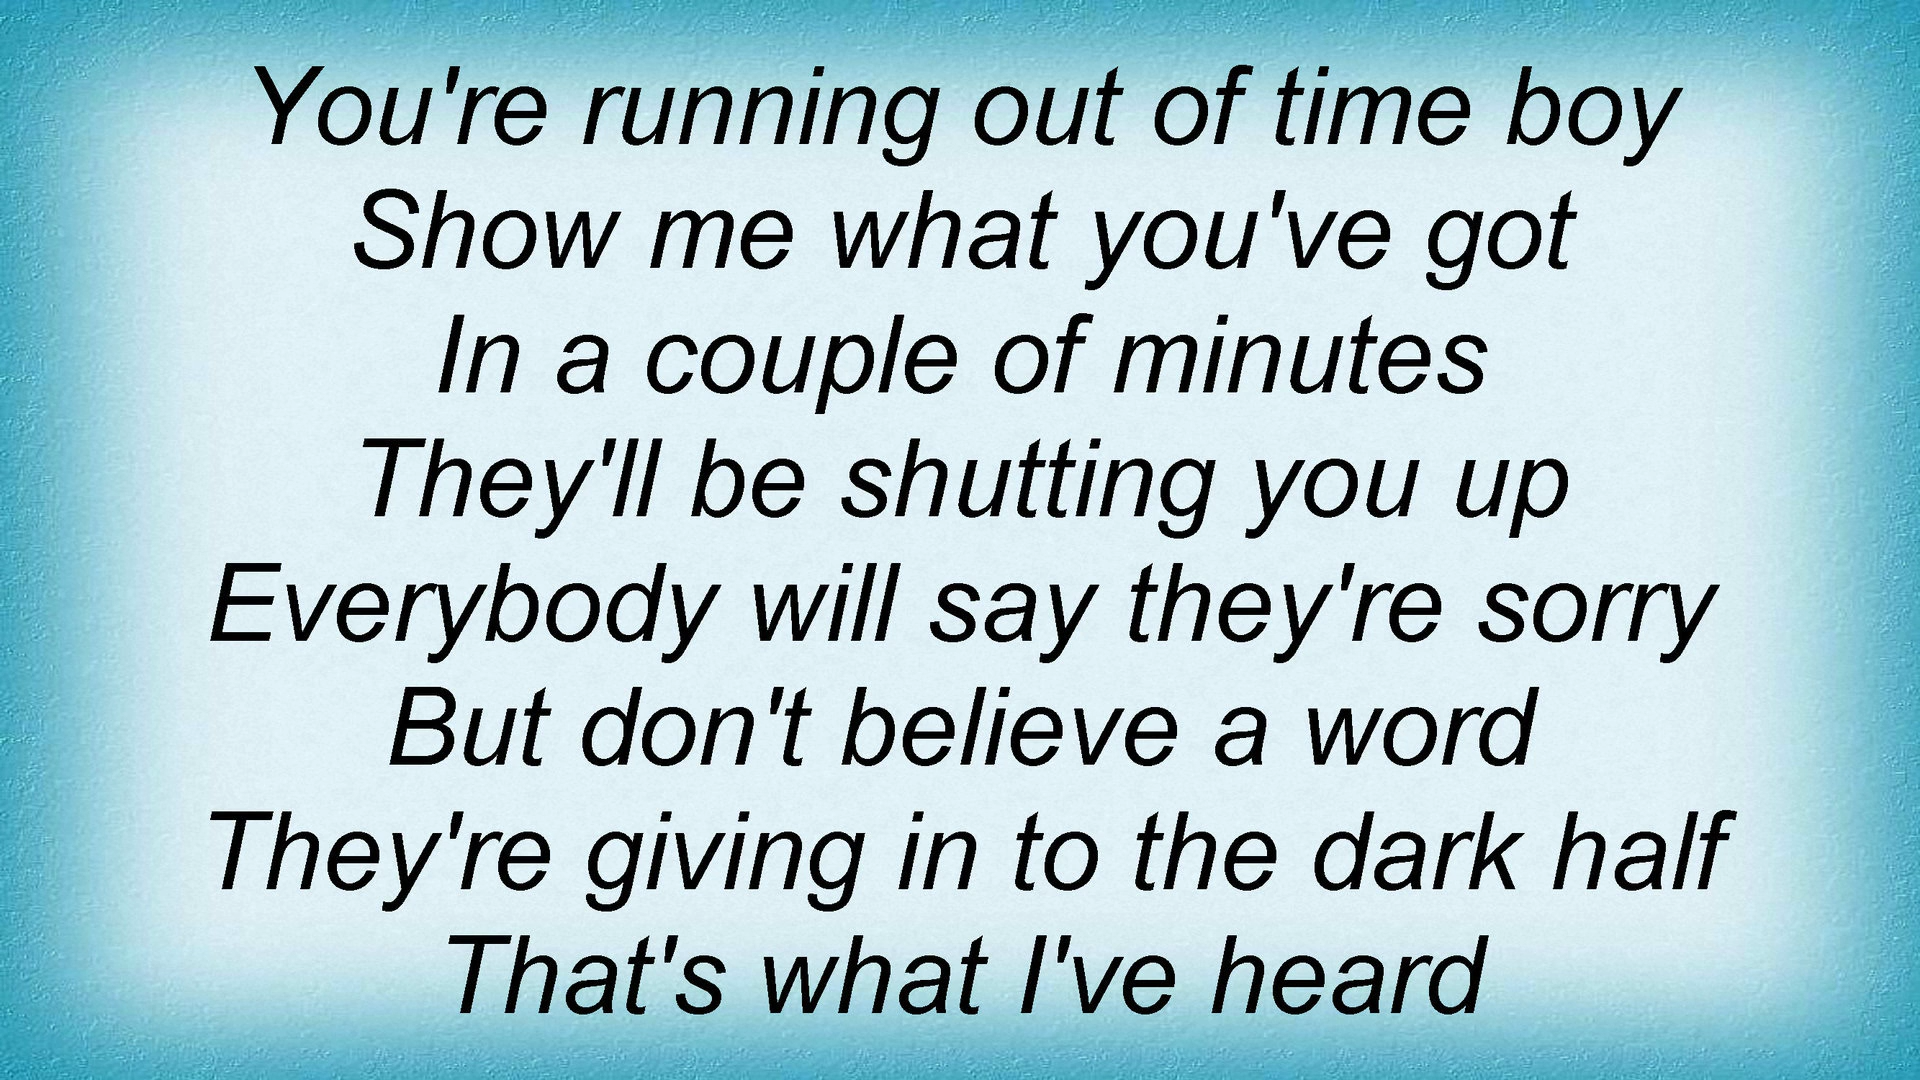 You're running out of time boy
Show me what you've got
In a couple of minutes
They'll be shutting you up
Everybody will say they're sorry
But don't believe a word
They're giving in to the dark half
That's what I've heard